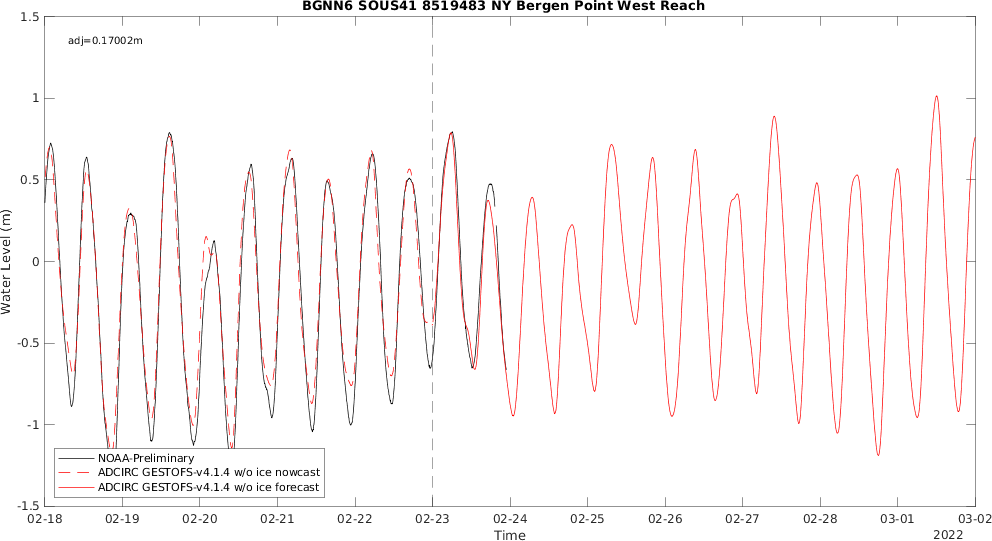 BGNN6 SOUS41 8519483 NY Bergen Point West Reach
1.5
adj=0.17002m
1
0.5
0
-0.5
-1
-1.5
Water Level (m)
NOAA-Preliminary
ADCIRC GESTOFS-v4.1.4 w/o ice nowcast
ADCIRC GESTOFS-v4.1.4 w/o ice forecast
02-18 02-19 02-20 02-21 02-22 02-23 02-24 02-25 02-26 02-27 02-28 03-01 03-02
Time
2022